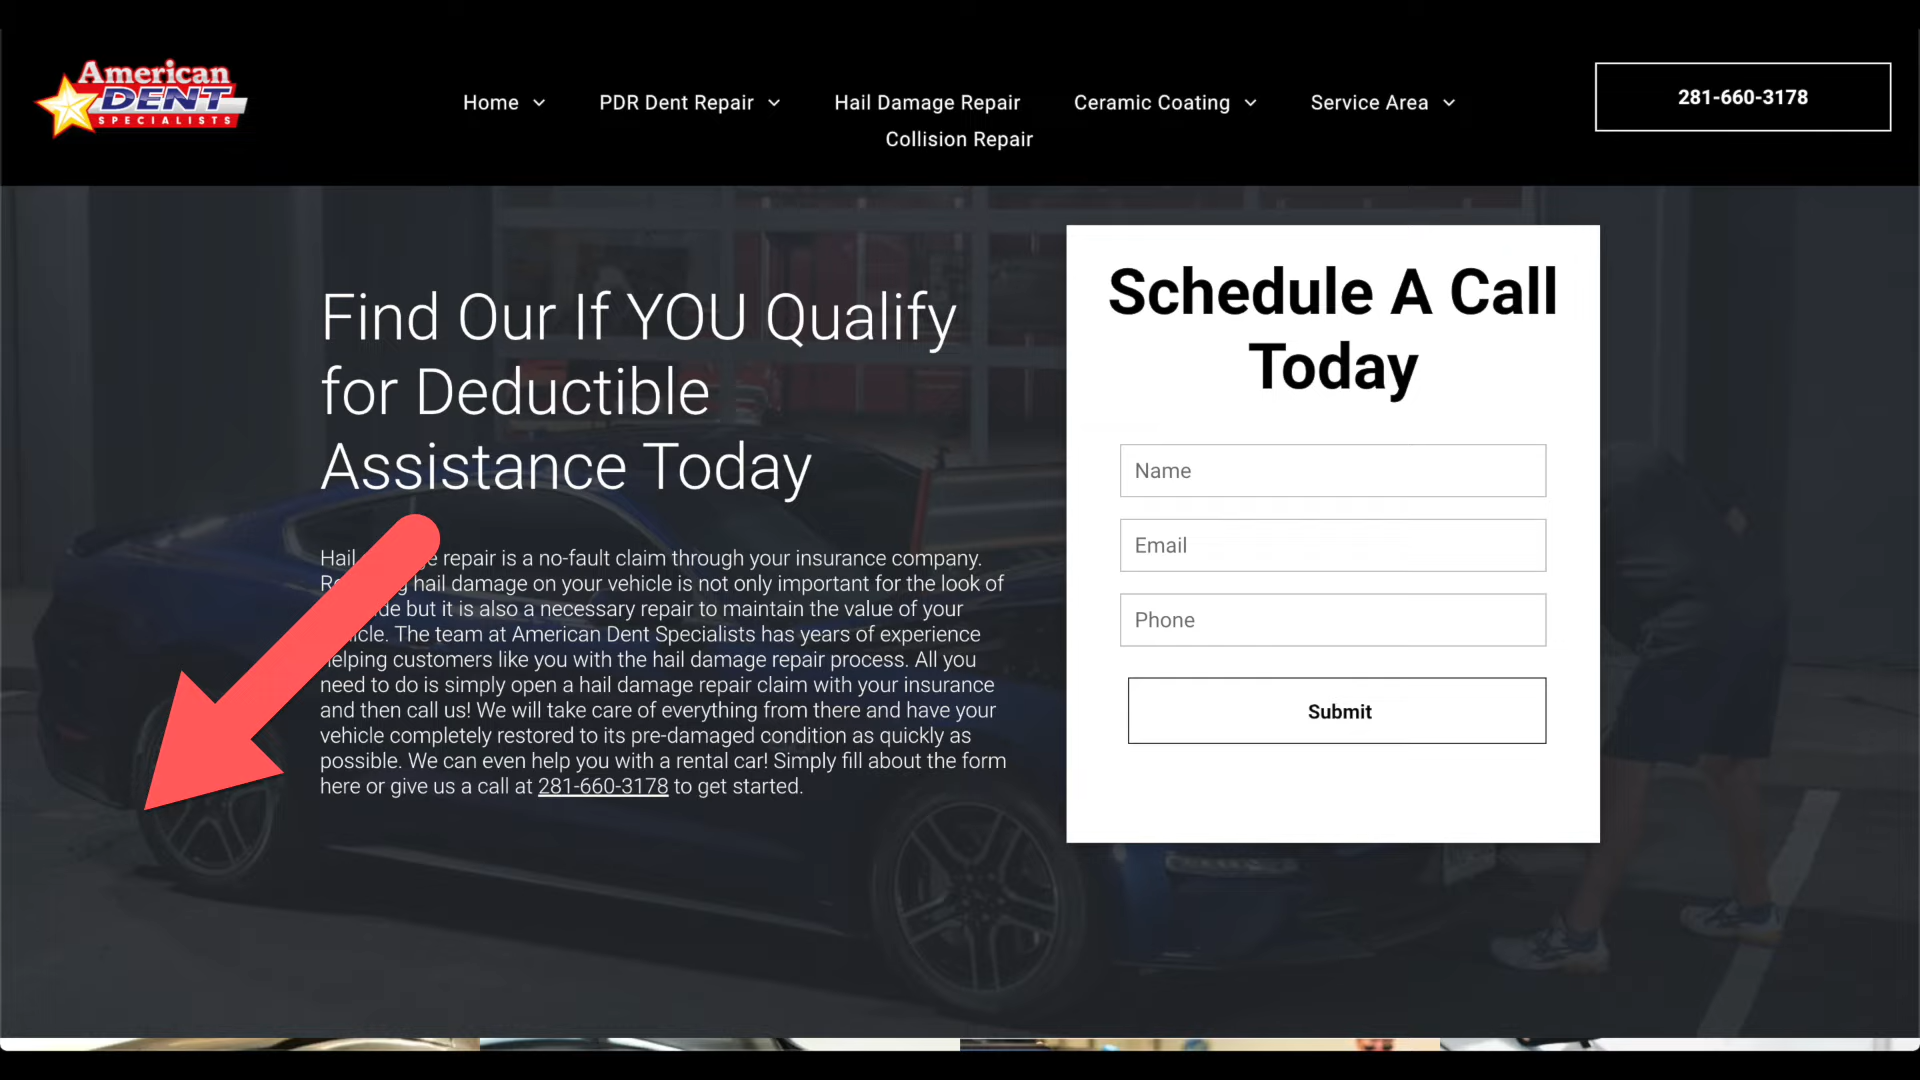 American
DENT
SPECIALISTS
Home
PDR Dent Repair
Hail Damage Repair
Ceramic Coating
Service Area
Collision Repair
281-660-3178
Find Our If YOU Qualify
for Deductible
Assistance Today
Hail repair is a no-fault claim through your insurance company.
hail damage on your vehicle is not only important for the look of
but it is also a necessary repair to maintain the value of your
The team at American Dent Specialists has years of experience
helping customers like you with the hail damage repair process. All you
need to do is simply open a hail damage repair claim with your insurance
and then call us! We will take care of everything from there and have your
vehicle completely restored to its pre-damaged condition as quickly as
possible. We can even help you with a rental car! Simply fill about the form
here or give us a call at 281-660-3178 to get started.
Schedule A Call
Today
Name
Email
Phone
Submit